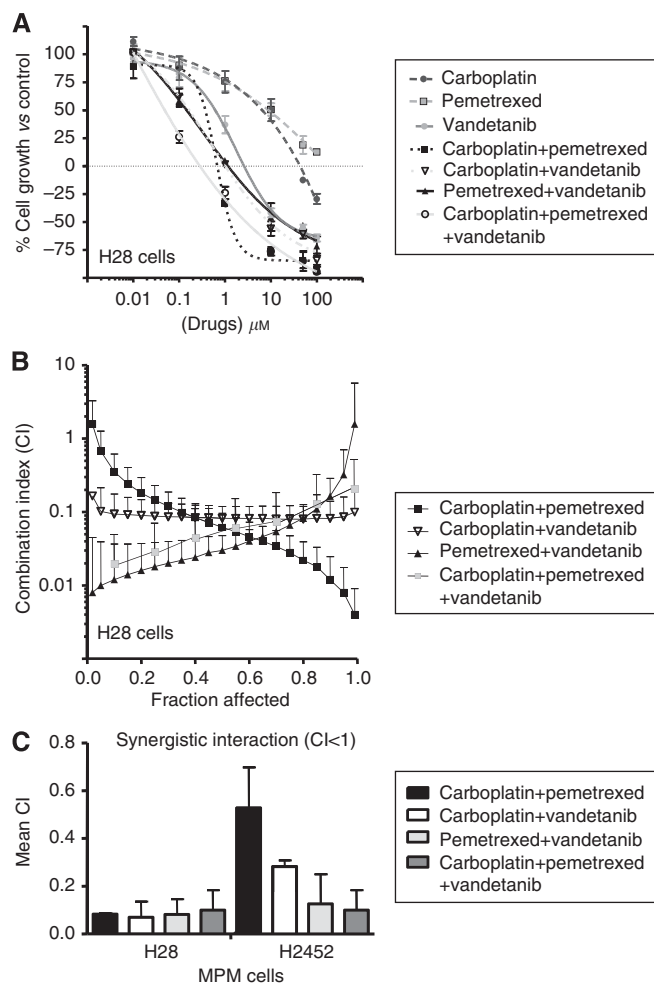 A
100
75
50
25
0
−25
−50
−75
% Cell growth vs control
H28 cells
0.01 0.1 1 10 100
(Drugs) μM
Carboplatin
Pemetrexed
Vandetanib
Carboplatin+pemetrexed
Carboplatin+vandetanib
Pemetrexed+vandetanib
Carboplatin+pemetrexed
+vandetanib
B
10
1
0.1
0.01
Combination index (CI)
H28 cells
0.0 0.2 0.4 0.6 0.8 1.0
Fraction affected
Carboplatin+pemetrexed
Carboplatin+vandetanib
Pemetrexed+vandetanib
Carboplatin+pemetrexed
+vandetanib
C
Synergistic interaction (CI<1)
0.8
0.6
0.4
0.2
0.0
Mean CI
H28 H2452
MPM cells
Carboplatin+pemetrexed
Carboplatin+vandetanib
Pemetrexed+vandetanib
Carboplatin+pemetrexed
+vandetanib